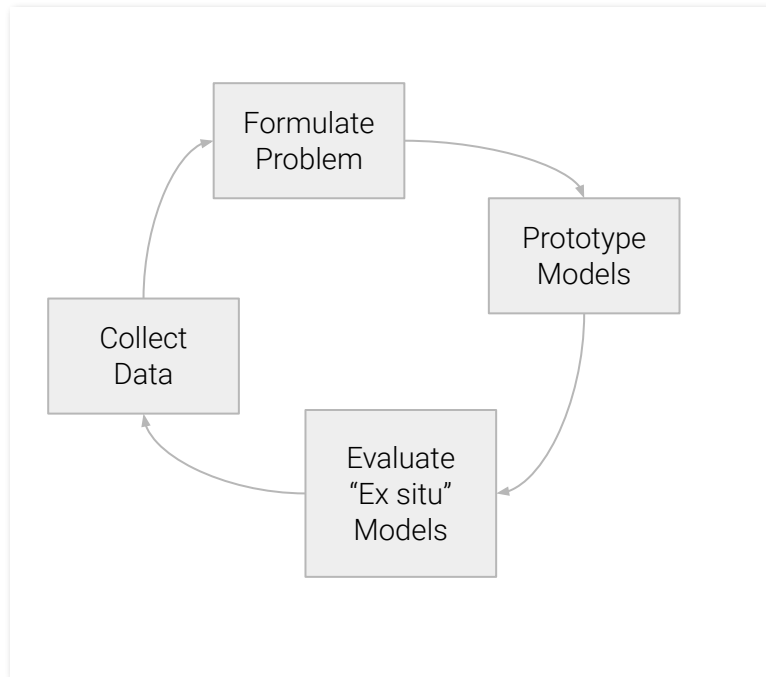 Formulate
Problem
Prototype
Models
Collect
Data
Evaluate
“Ex situ”
Models